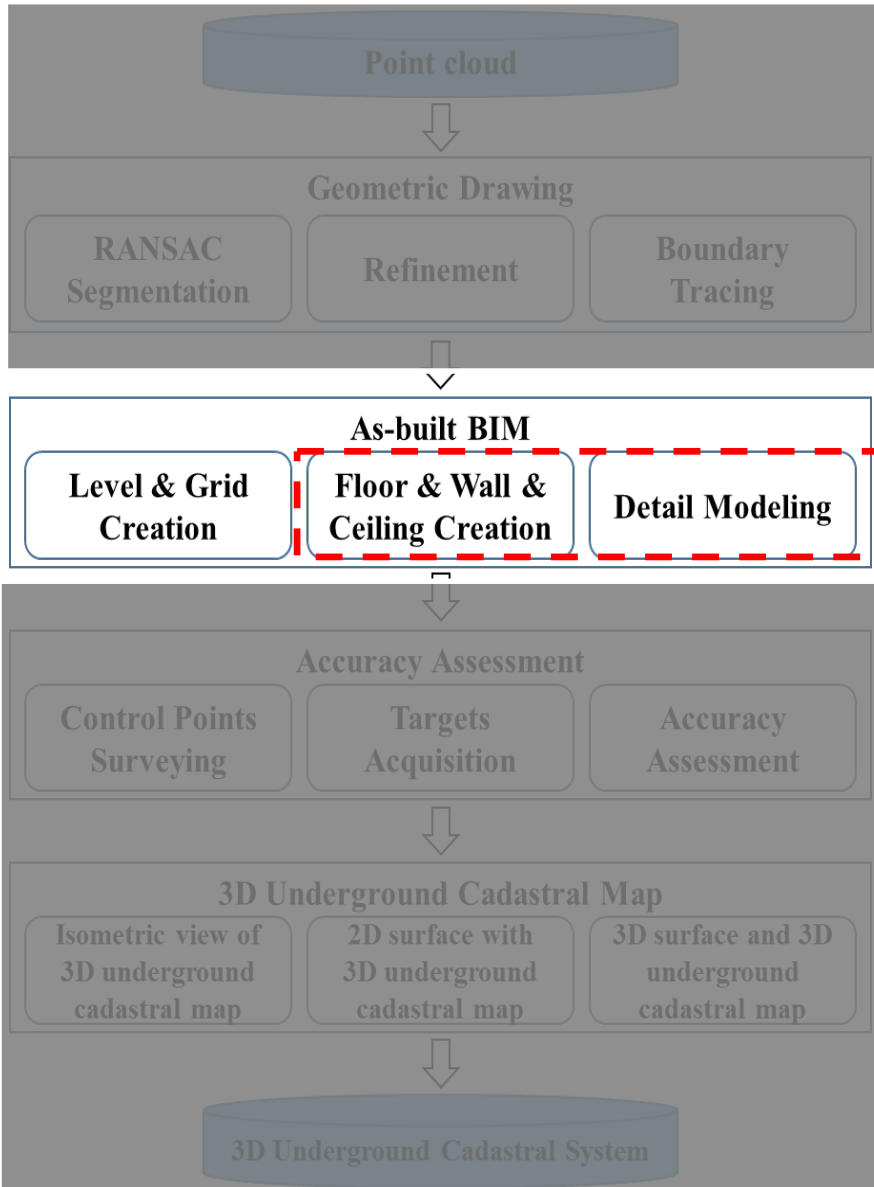 Point cloud
Geometric Drawing
RANSAC
Segmentation
Refinement
Boundary
Tracing
As-built BIM
Level & Grid
Creation
Floor & Wall &
Ceiling Creation
Detail Modeling
Accuracy Assessment
Control Points
Surveying
Targets
Acquisition
Accuracy
Assessment
3D Underground Cadastral Map
Isometric view of
3D underground
cadastral map
2D surface with
3D underground
cadastral map
3D surface and 3D
underground
cadastral map
3D Underground Cadastral System